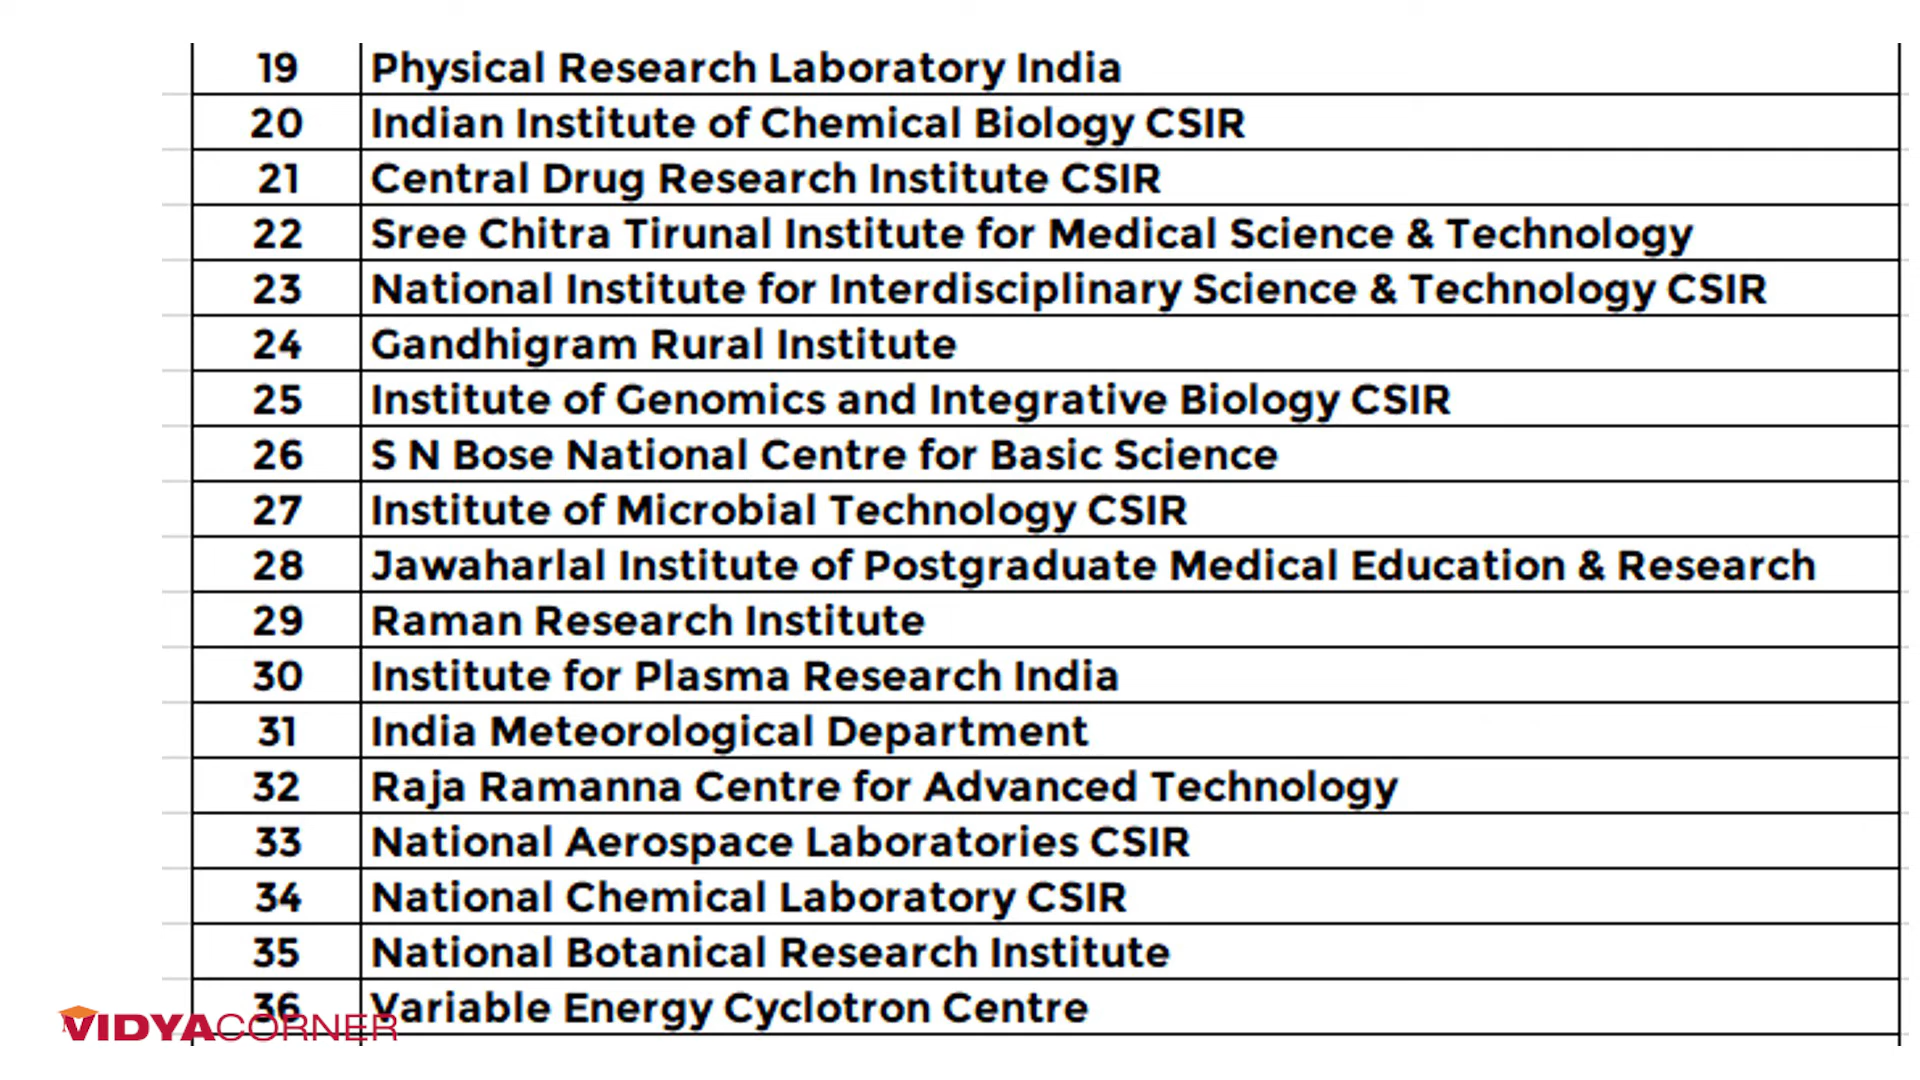 19 Physical Research Laboratory India
20 Indian Institute of Chemical Biology CSIR
21 Central Drug Research Institute CSIR
22 Sree Chitra Tirunal Institute for Medical Science & Technology
23 National Institute for Interdisciplinary Science & Technology CSIR
24 Gandhigram Rural Institute
25 Institute of Genomics and Integrative Biology CSIR
26 S N Bose National Centre for Basic Science
27 Institute of Microbial Technology CSIR
28 Jawaharlal Institute of Postgraduate Medical Education & Research
29 Raman Research Institute
30 Institute for Plasma Research India
31 India Meteorological Department
32 Raja Ramanna Centre for Advanced Technology
33 National Aerospace Laboratories CSIR
34 National Chemical Laboratory CSIR
35 National Botanical Research Institute
36 Variable Energy Cyclotron Centre
VIDYACORNER